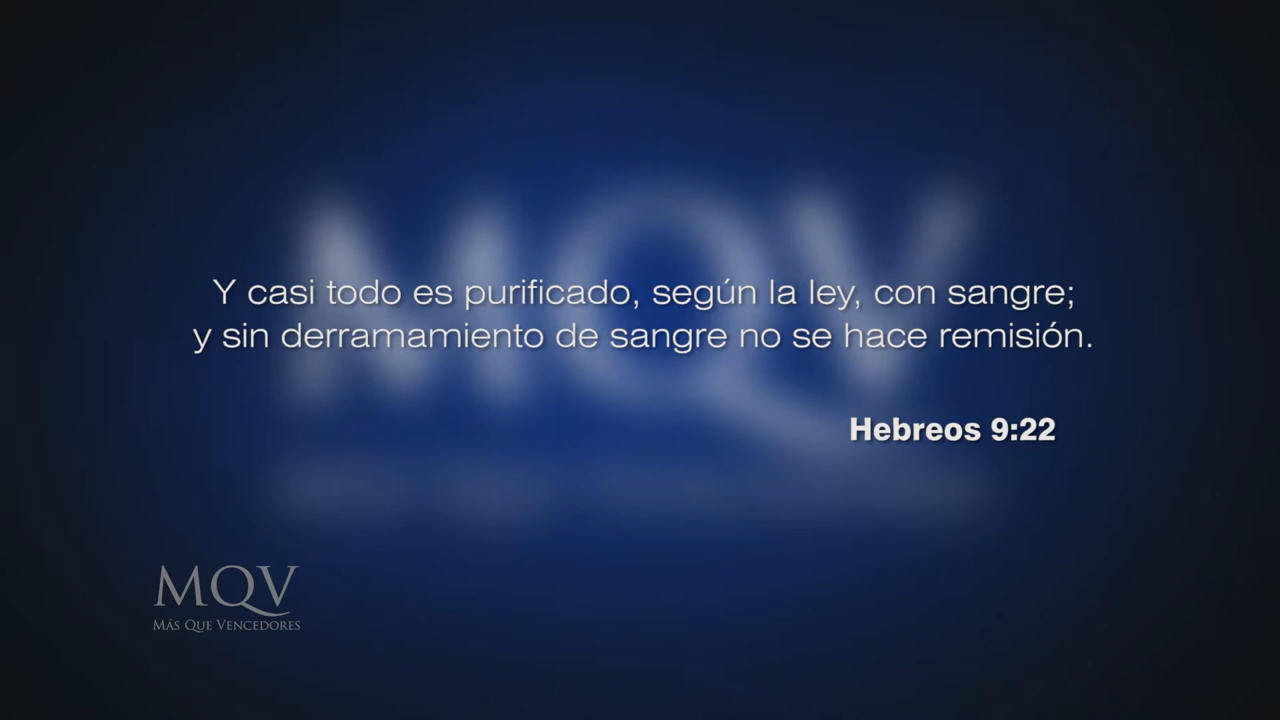 Y casi todo es purificado, según la ley, con sangre;
y sin derramamiento de sangre no se hace remisión.
Hebreos 9:22
MQV
MÁS QUE VENCEDORES